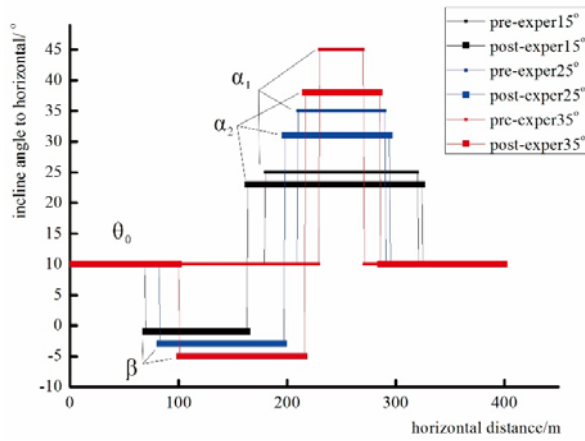 incline angle to horizontal/ °
45
40
35
30
25
20
15
10
5
0
-5
-10
0
100
200
300
400
horizontal distance/m
θ0
α1
α2
β
pre-exper15°
post-exper15°
pre-exper25°
post-exper25°
pre-exper35°
post-exper35°